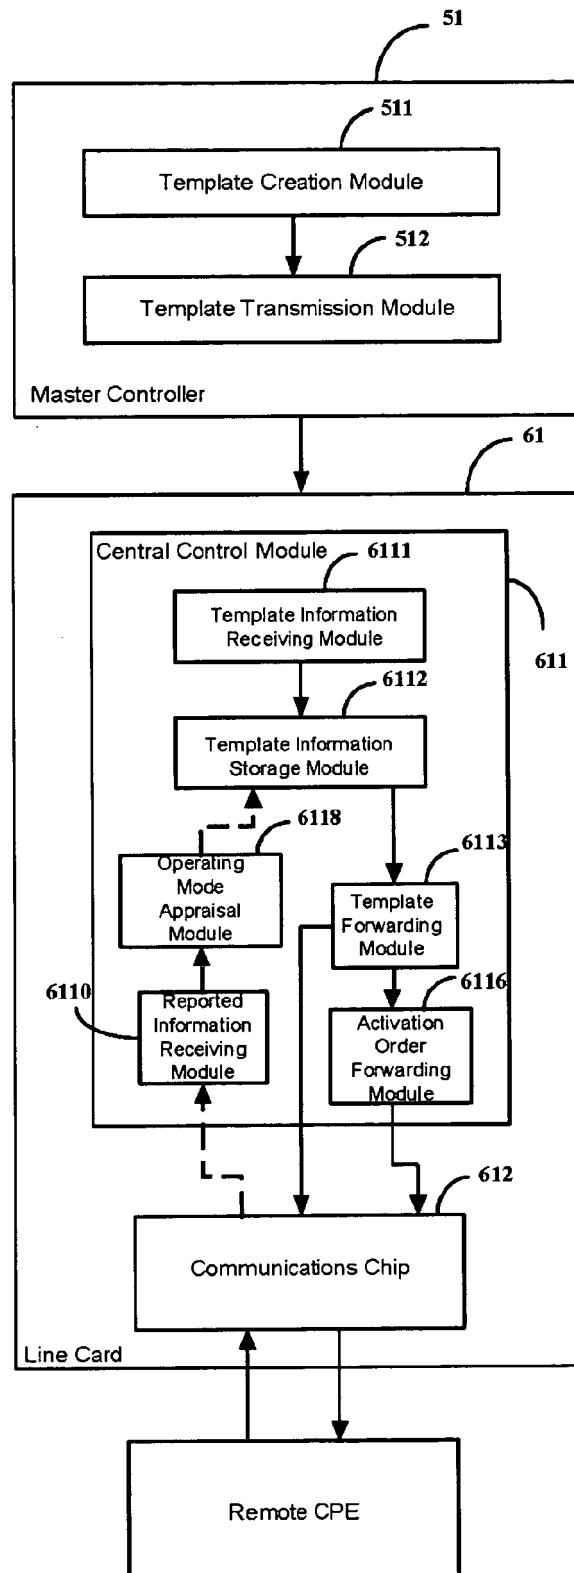 51
511
Template Creation Module
512
Template Transmission Module
Master Controller
61
Central Control Module
6111
611
Template Information
Receiving Module
6112
Template Information
Storage Module
6118
Operating
Mode
Appraisal
Module
6113
Template
Forwarding
Module
6110
Reported
Information
Receiving
Module
6116
Activation
Order
Forwarding
Module
612
Communications Chip
Line Card
Remote CPE